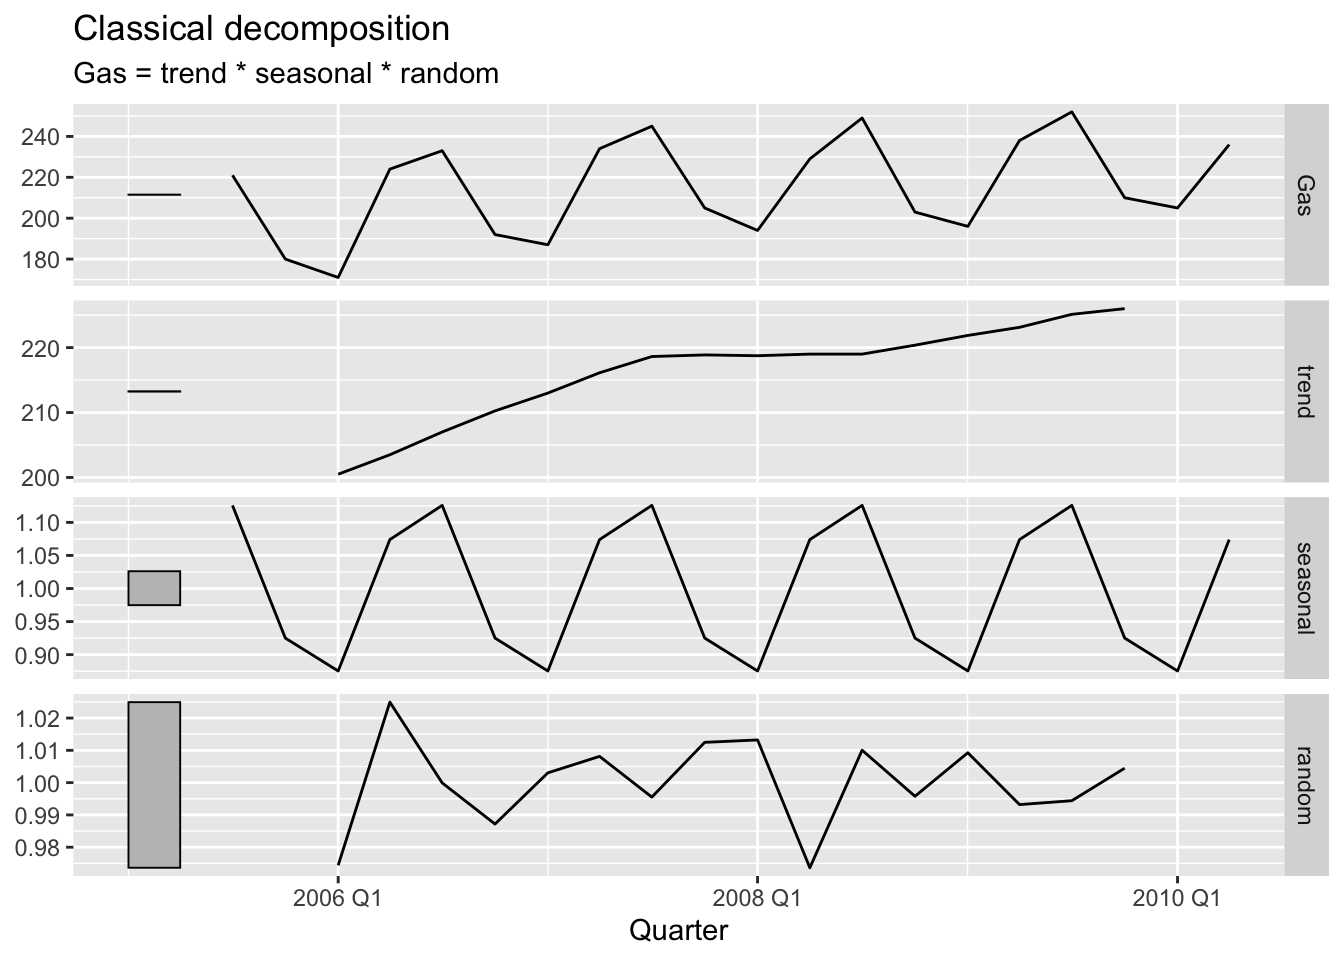 Classical decomposition
Gas = trend * seasonal * random
240
220
200
180
Gas
220
210
200
trend
1.10
1.05
1.00
0.95
0.90
seasonal
1.02
1.01
1.00
0.99
0.98
random
2006 Q1 2008 Q1 2010 Q1
Quarter